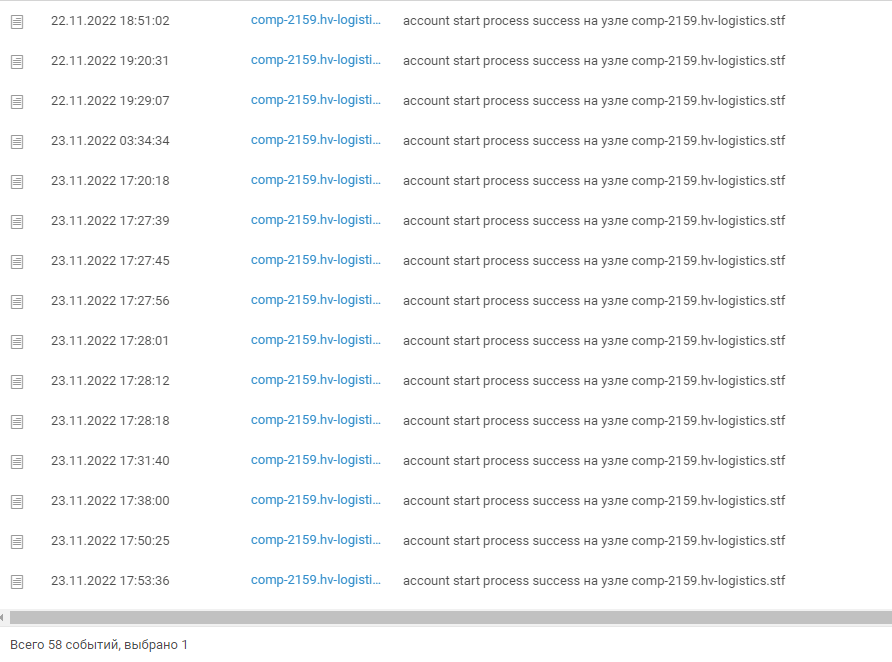 22.11.2022 18:51:02 comp-2159.hv-logisti... account start process success на узле comp-2159.hv-logistics.stf
22.11.2022 19:20:31 comp-2159.hv-logisti... account start process success на узле comp-2159.hv-logistics.stf
22.11.2022 19:29:07 comp-2159.hv-logisti... account start process success на узле comp-2159.hv-logistics.stf
23.11.2022 03:34:34 comp-2159.hv-logisti... account start process success на узле comp-2159.hv-logistics.stf
23.11.2022 17:20:18 comp-2159.hv-logisti... account start process success на узле comp-2159.hv-logistics.stf
23.11.2022 17:27:39 comp-2159.hv-logisti... account start process success на узле comp-2159.hv-logistics.stf
23.11.2022 17:27:45 comp-2159.hv-logisti... account start process success на узле comp-2159.hv-logistics.stf
23.11.2022 17:27:56 comp-2159.hv-logisti... account start process success на узле comp-2159.hv-logistics.stf
23.11.2022 17:28:01 comp-2159.hv-logisti... account start process success на узле comp-2159.hv-logistics.stf
23.11.2022 17:28:12 comp-2159.hv-logisti... account start process success на узле comp-2159.hv-logistics.stf
23.11.2022 17:28:18 comp-2159.hv-logisti... account start process success на узле comp-2159.hv-logistics.stf
23.11.2022 17:31:40 comp-2159.hv-logisti... account start process success на узле comp-2159.hv-logistics.stf
23.11.2022 17:38:00 comp-2159.hv-logisti... account start process success на узле comp-2159.hv-logistics.stf
23.11.2022 17:50:25 comp-2159.hv-logisti... account start process success на узле comp-2159.hv-logistics.stf
23.11.2022 17:53:36 comp-2159.hv-logisti... account start process success на узле comp-2159.hv-logistics.stf
Всего 58 событий, выбрано 1